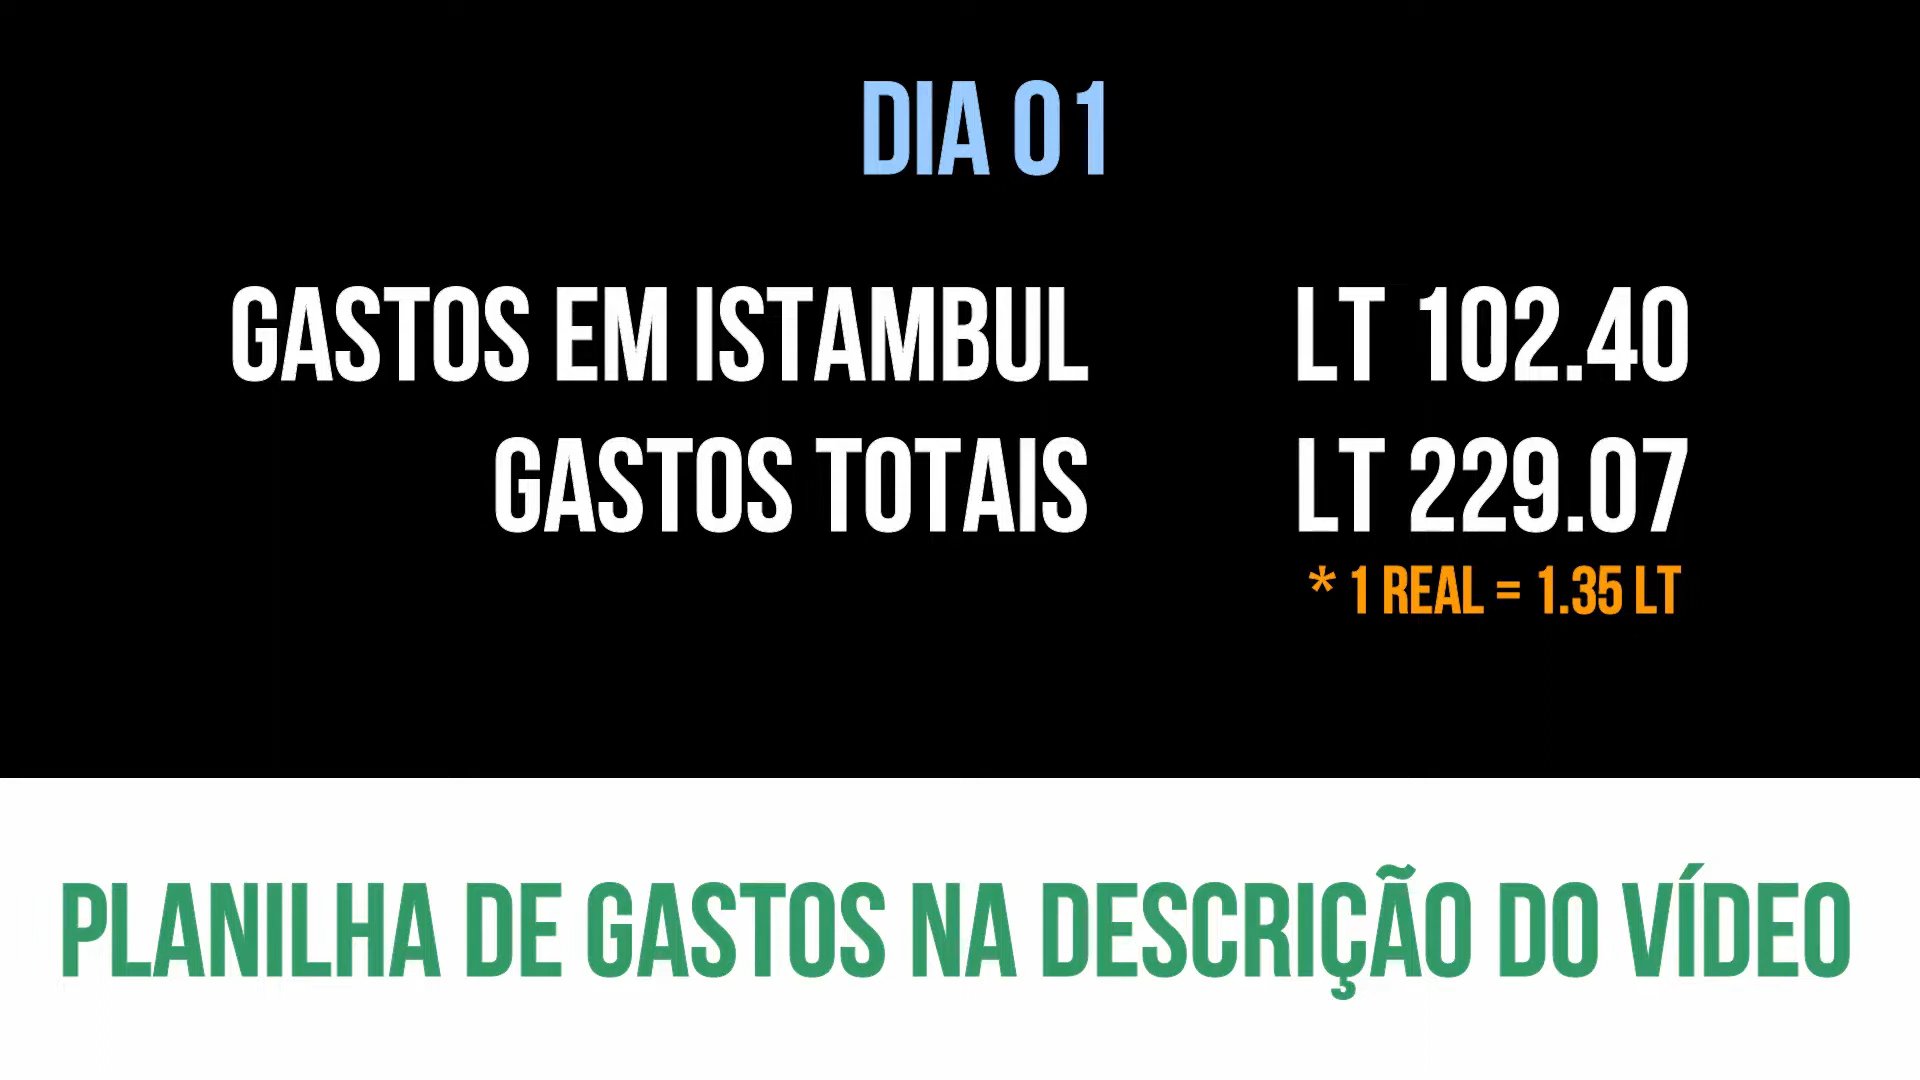 DIA 01
GASTOS EM ISTAMBUL LT 102.40
GASTOS TOTAIS LT 229.07
* 1 REAL = 1.35 LT
PLANILHA DE GASTOS NA DESCRIÇÃO DO VÍDEO